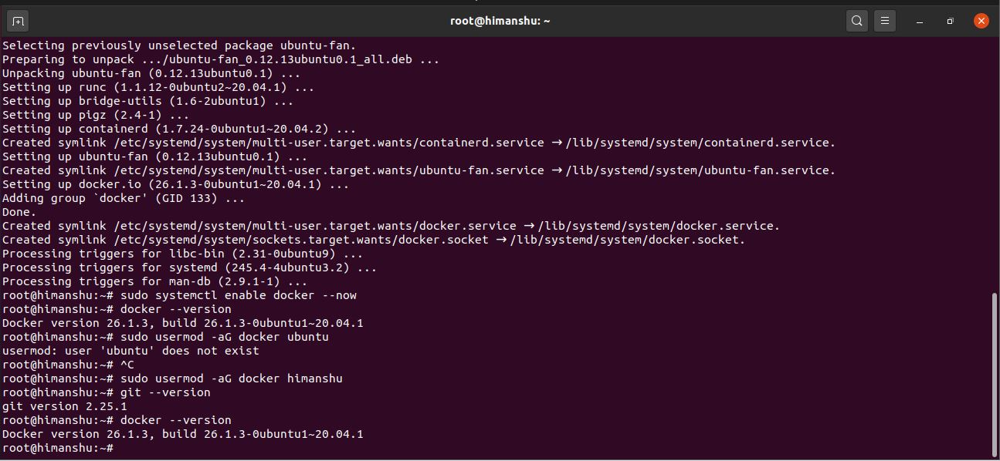 root@himanshu: ~
Selecting previously unselected package ubuntu-fan.
Preparing to unpack .../ubuntu-fan_0.12.13ubuntu0.1_all.deb ...
Unpacking ubuntu-fan (0.12.13ubuntu0.1) ...
Setting up runc (1.1.12-0ubuntu2~20.04.1) ...
Setting up bridge-utils (1.6-2ubuntu1) ...
Setting up pigz (2.4-1) ...
Setting up containerd (1.7.24-0ubuntu1~20.04.2) ...
Created symlink /etc/systemd/system/multi-user.target.wants/containerd.service → /lib/systemd/system/containerd.service.
Setting up ubuntu-fan (0.12.13ubuntu0.1) ...
Created symlink /etc/systemd/system/multi-user.target.wants/ubuntu-fan.service → /lib/systemd/system/ubuntu-fan.service.
Setting up docker.io (26.1.3-0ubuntu1~20.04.1) ...
Adding group `docker' (GID 133) ...
Done.
Created symlink /etc/systemd/system/multi-user.target.wants/docker.service → /lib/systemd/system/docker.service.
Created symlink /etc/systemd/system/sockets.target.wants/docker.socket → /lib/systemd/system/docker.socket.
Processing triggers for libc-bin (2.31-0ubuntu9) ...
Processing triggers for systemd (245.4-4ubuntu3.2) ...
Processing triggers for man-db (2.9.1-1) ...
root@himanshu:~# sudo systemctl enable docker --now
root@himanshu:~# docker --version
Docker version 26.1.3, build 26.1.3-0ubuntu1~20.04.1
root@himanshu:~# sudo usermod -aG docker ubuntu
usermod: user 'ubuntu' does not exist
root@himanshu:~# ^C
root@himanshu:~# sudo usermod -aG docker himanshu
root@himanshu:~# git --version
git version 2.25.1
root@himanshu:~# docker --version
Docker version 26.1.3, build 26.1.3-0ubuntu1~20.04.1
root@himanshu:~#